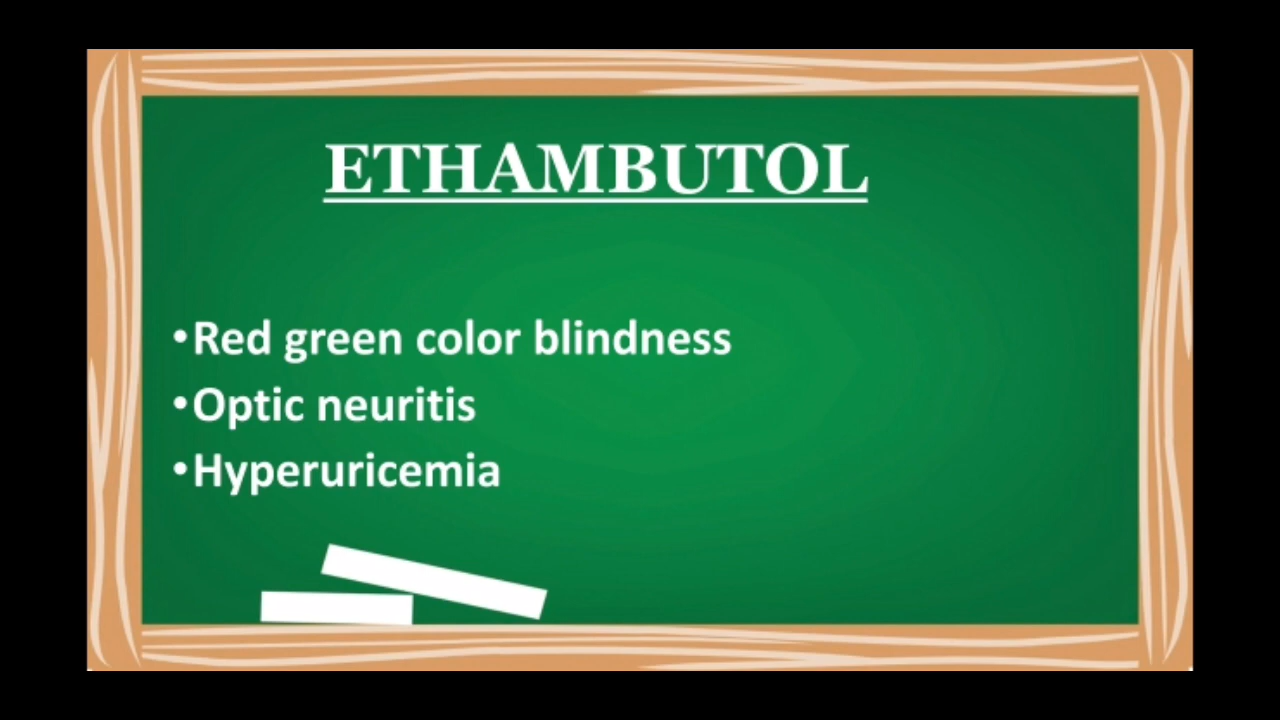 ETHAMBUTOL
•Red green color blindness
•Optic neuritis
•Hyperuricemia